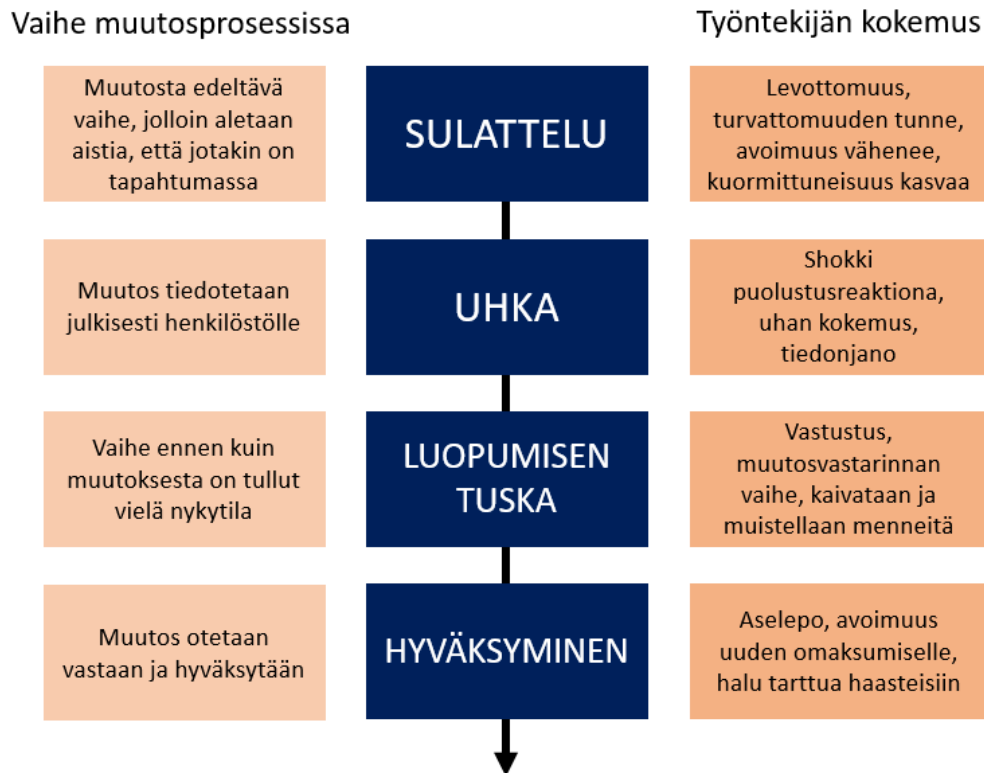 Vaihe muutosprosessissa
Työntekijän kokemus
Muutosta edeltävä
vaihe, jolloin aletaan
aistia, että jotakin on
tapahtumassa
SULATTELU
Levottomuus,
turvattomuuden tunne,
avoimuus vähenee,
kuormittuneisuus kasvaa
Muutos tiedotetaan
julkisesti henkilöstölle
UHKA
Shokki
puolustusreaktiona,
uhan kokemus,
tiedonjano
Vaihe ennen kuin
muutoksesta on tullut
vielä nykytila
LUOPUMISEN
TUSKA
Vastustus,
muutosvastarinnan
vaihe, kaivataan ja
muistellaan menneitä
Muutos otetaan
vastaan ja hyväksytään
HYVÄKSYMINEN
Aselepo, avoimuus
uuden omaksumiselle,
halu tarttua haasteisiin